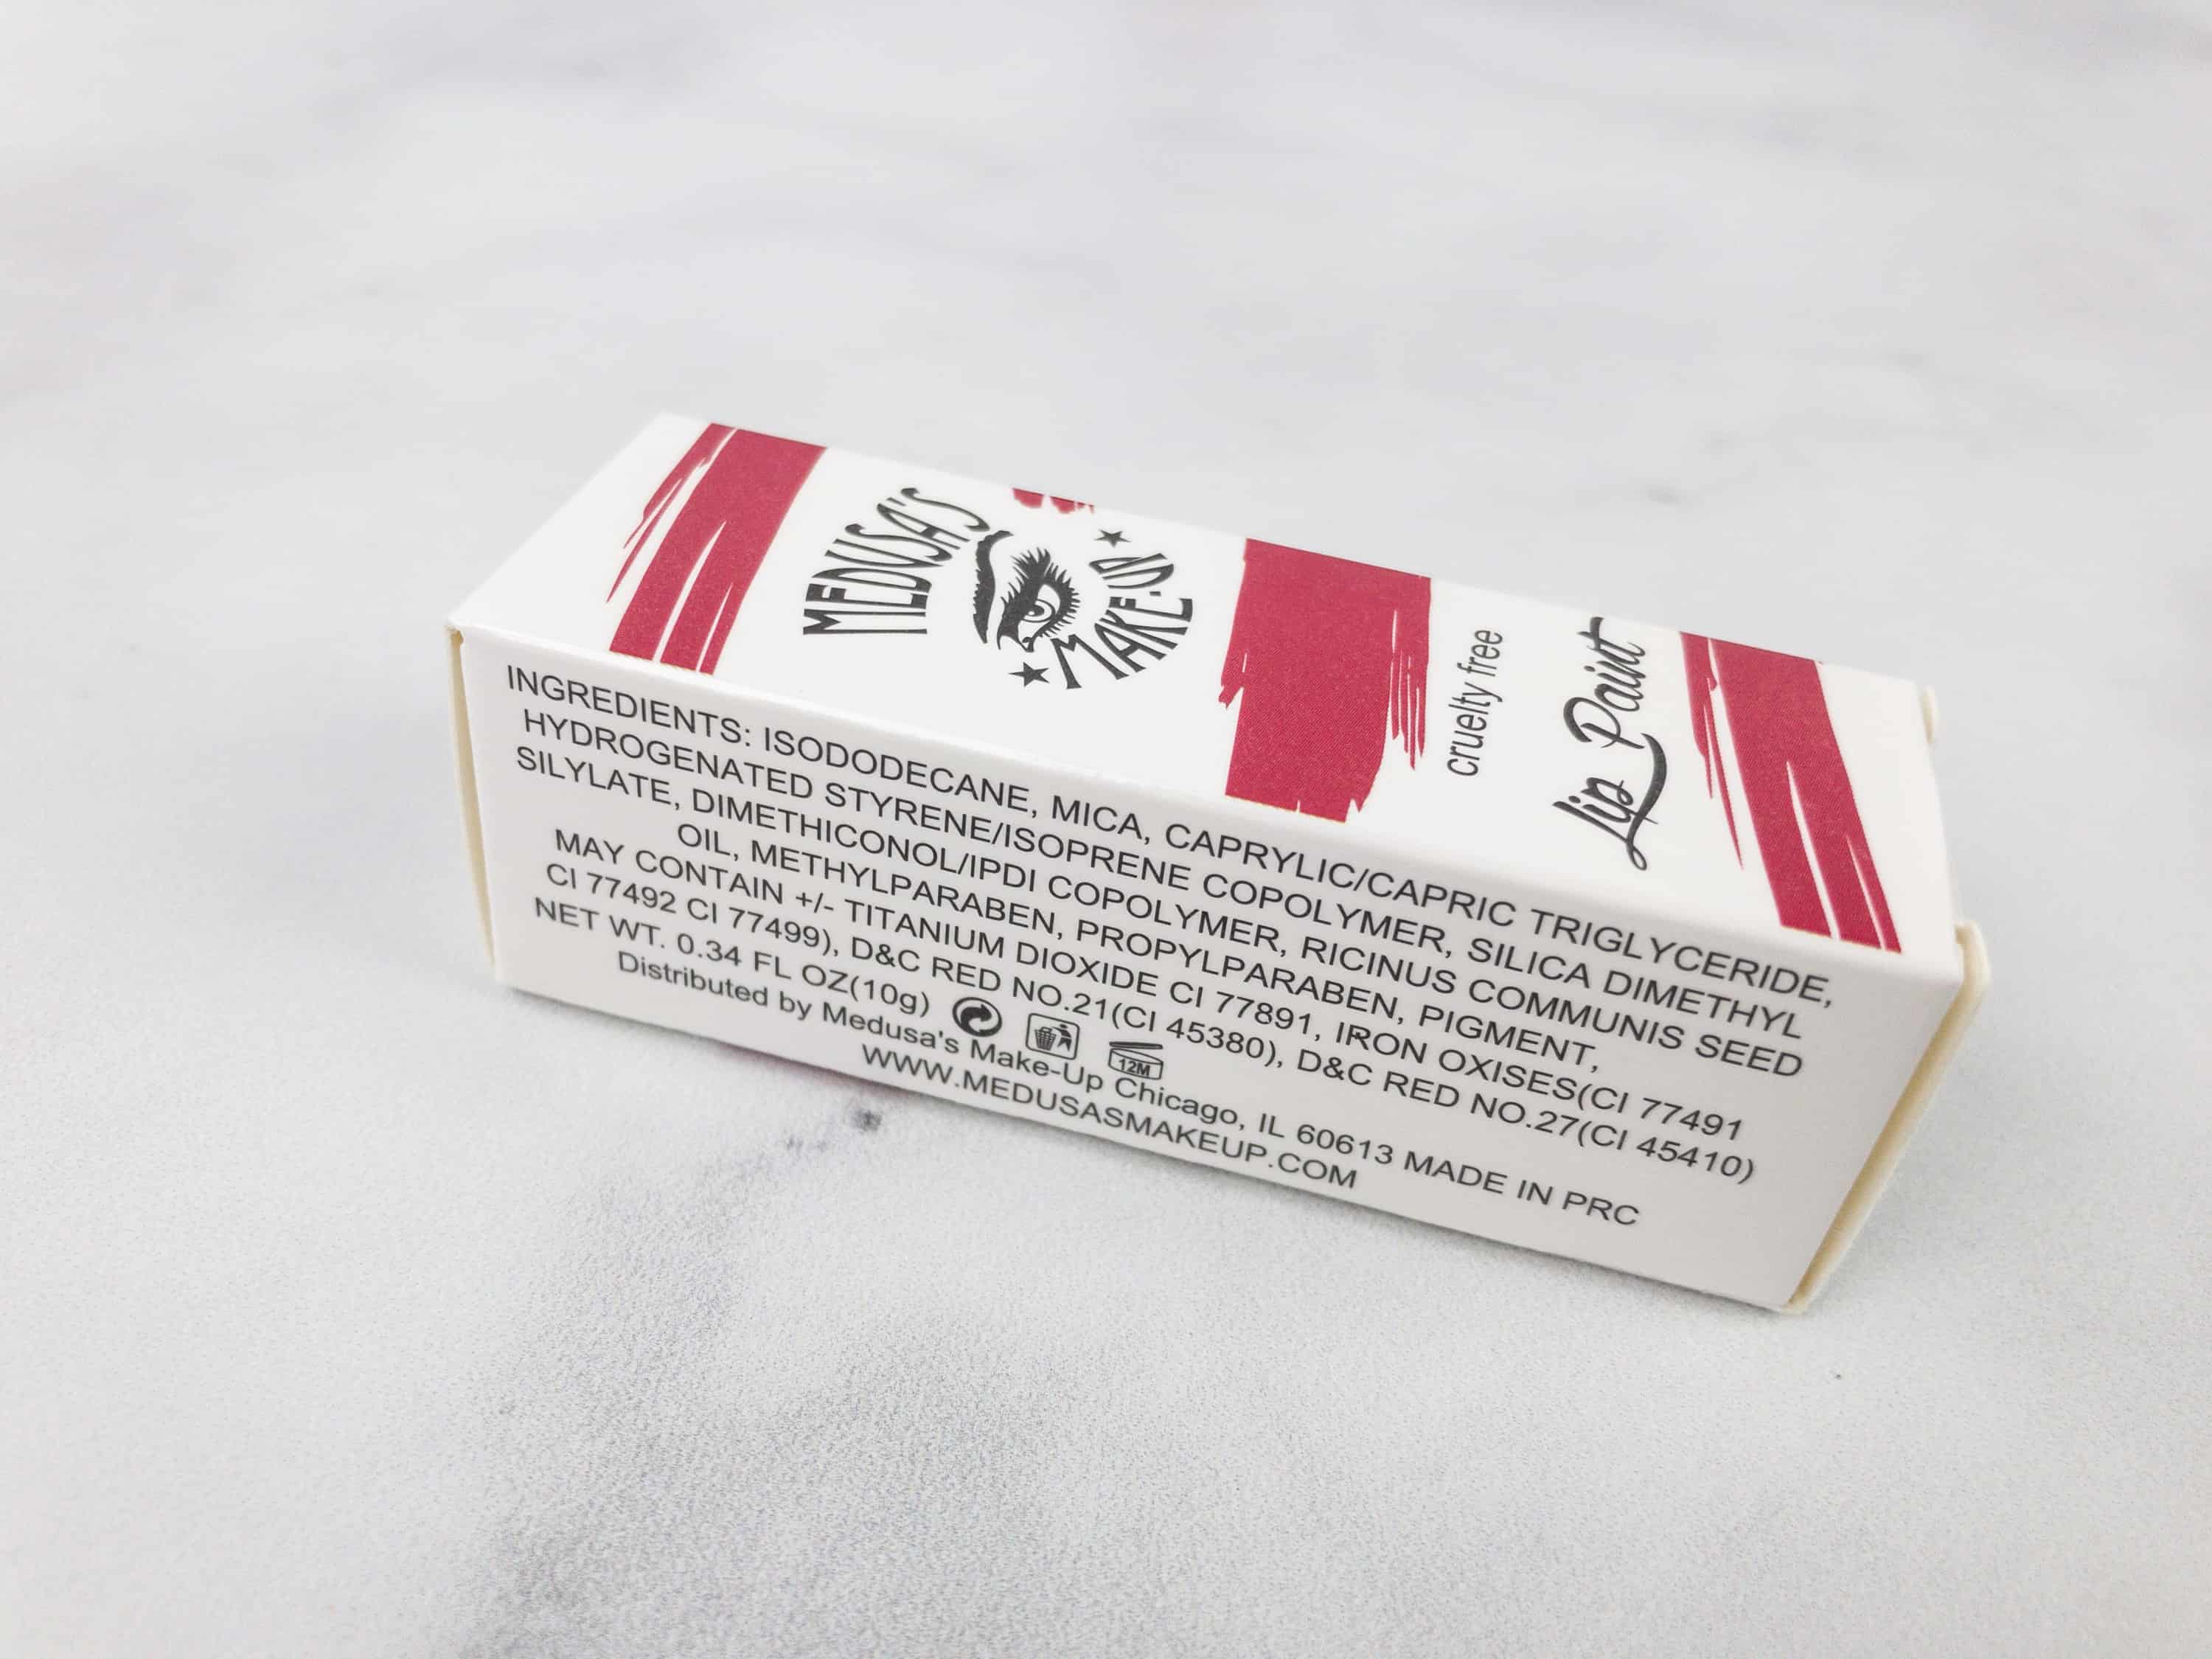 MEDUSA'S
MAKE-UP
cruelty free
Lip Paint
INGREDIENTS: ISODODECANE, MICA, CAPRYLIC/CAPRIC TRIGLYCERIDE,
HYDROGENATED STYRENE/ISOPRENE COPOLYMER, SILICA DIMETHYL
SILYLATE, DIMETHICONOL/IPDI COPOLYMER, RICINUS COMMUNIS SEED
OIL, METHYLPARABEN, PROPYLPARABEN, PIGMENT,
MAY CONTAIN +/- TITANIUM DIOXIDE CI 77891, IRON OXISES(CI 77491
CI 77492 CI 77499), D&C RED NO.21(CI 45380), D&C RED NO.27(CI 45410)
NET WT. 0.34 FL OZ(10g) 12M
Distributed by Medusa's Make-Up Chicago, IL 60613 MADE IN PRC
WWW.MEDUSASMAKEUP.COM